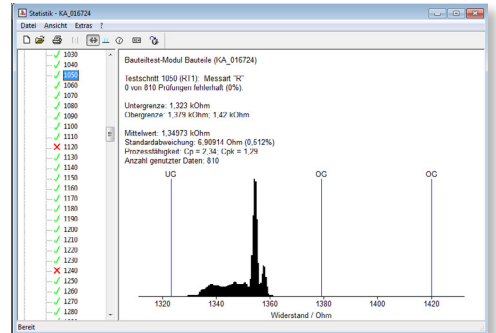 Statistik - KA_016724
Datei Ansicht Extras ?
1030
1040
1050
1060
1070
1080
1090
1100
1110
1120
1130
1140
1150
1160
1170
1180
1190
1200
1210
1220
1230
1240
1250
1260
1270
1280
Bauteiltest-Modul Bauteile (KA_016724)
Testschritt 1050 (RT1): Messart "R"
0 von 810 Prüfungen fehlerhaft (0%).
Untergrenze: 1,323 kOhm
Obergrenze: 1,379 kOhm; 1,42 kOhm
Mittelwert: 1,34973 kOhm
Standardabweichung: 6,90914 Ohm (0,512%)
Prozessfähigkeit: Cp = 2,34; Cpk = 1,29
Anzahl genutzter Daten: 810
UG OG OG
1320 1340 1360 1380 1400 1420
Widerstand / Ohm
Bereit